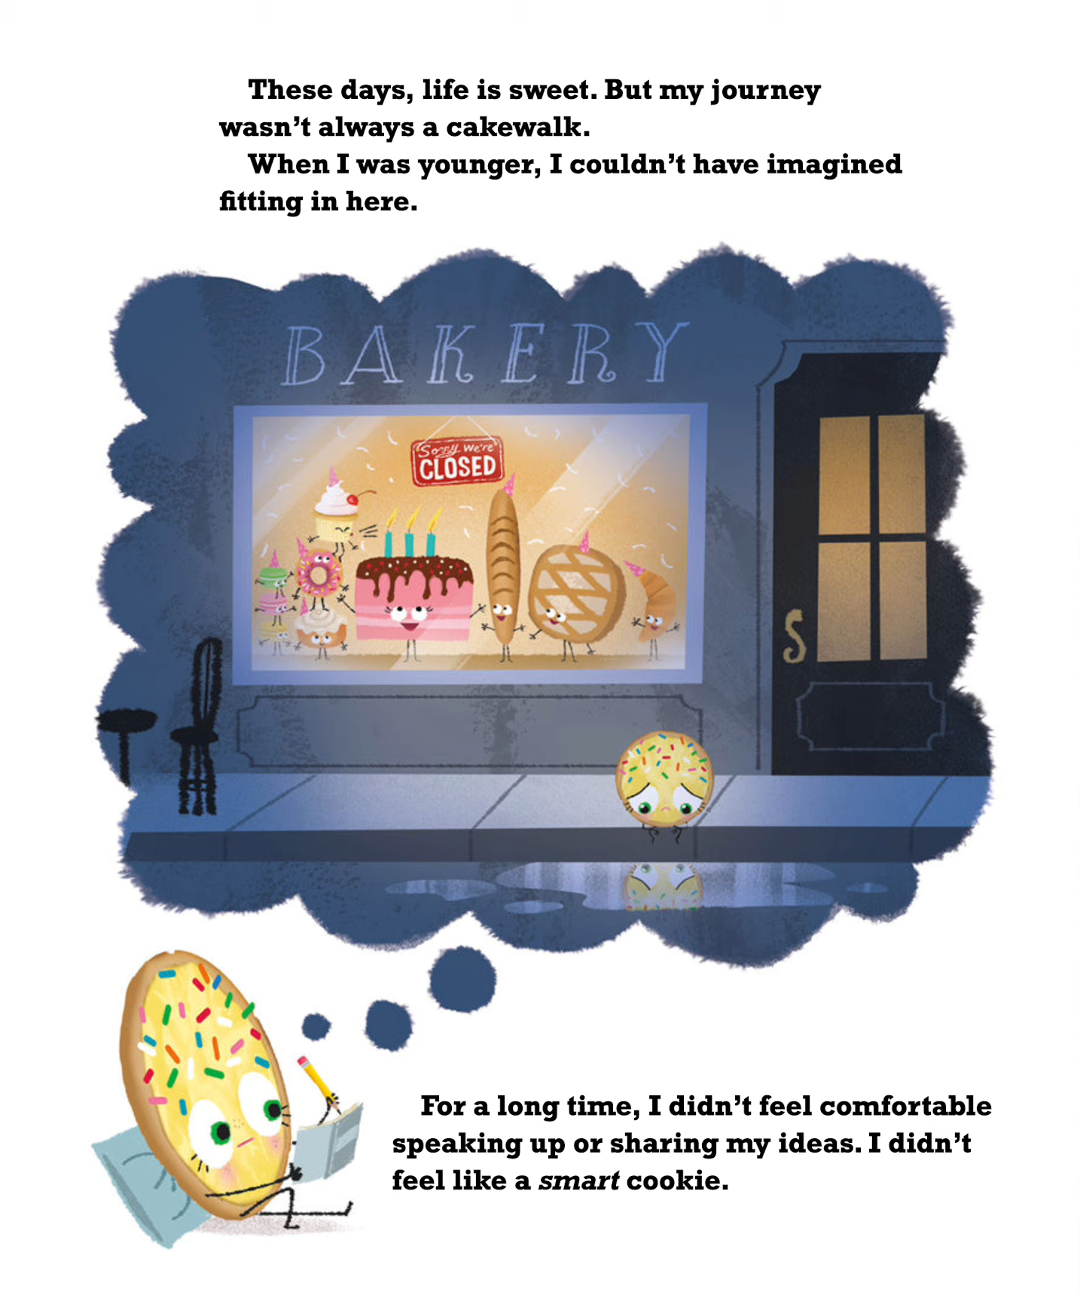 These days, life is sweet. But my journey
wasn’t always a cakewalk.
When I was younger, I couldn’t have imagined
fitting in here.
BAKERY
Sorry We're
CLOSED
For a long time, I didn’t feel comfortable
speaking up or sharing my ideas. I didn’t
feel like a smart cookie.